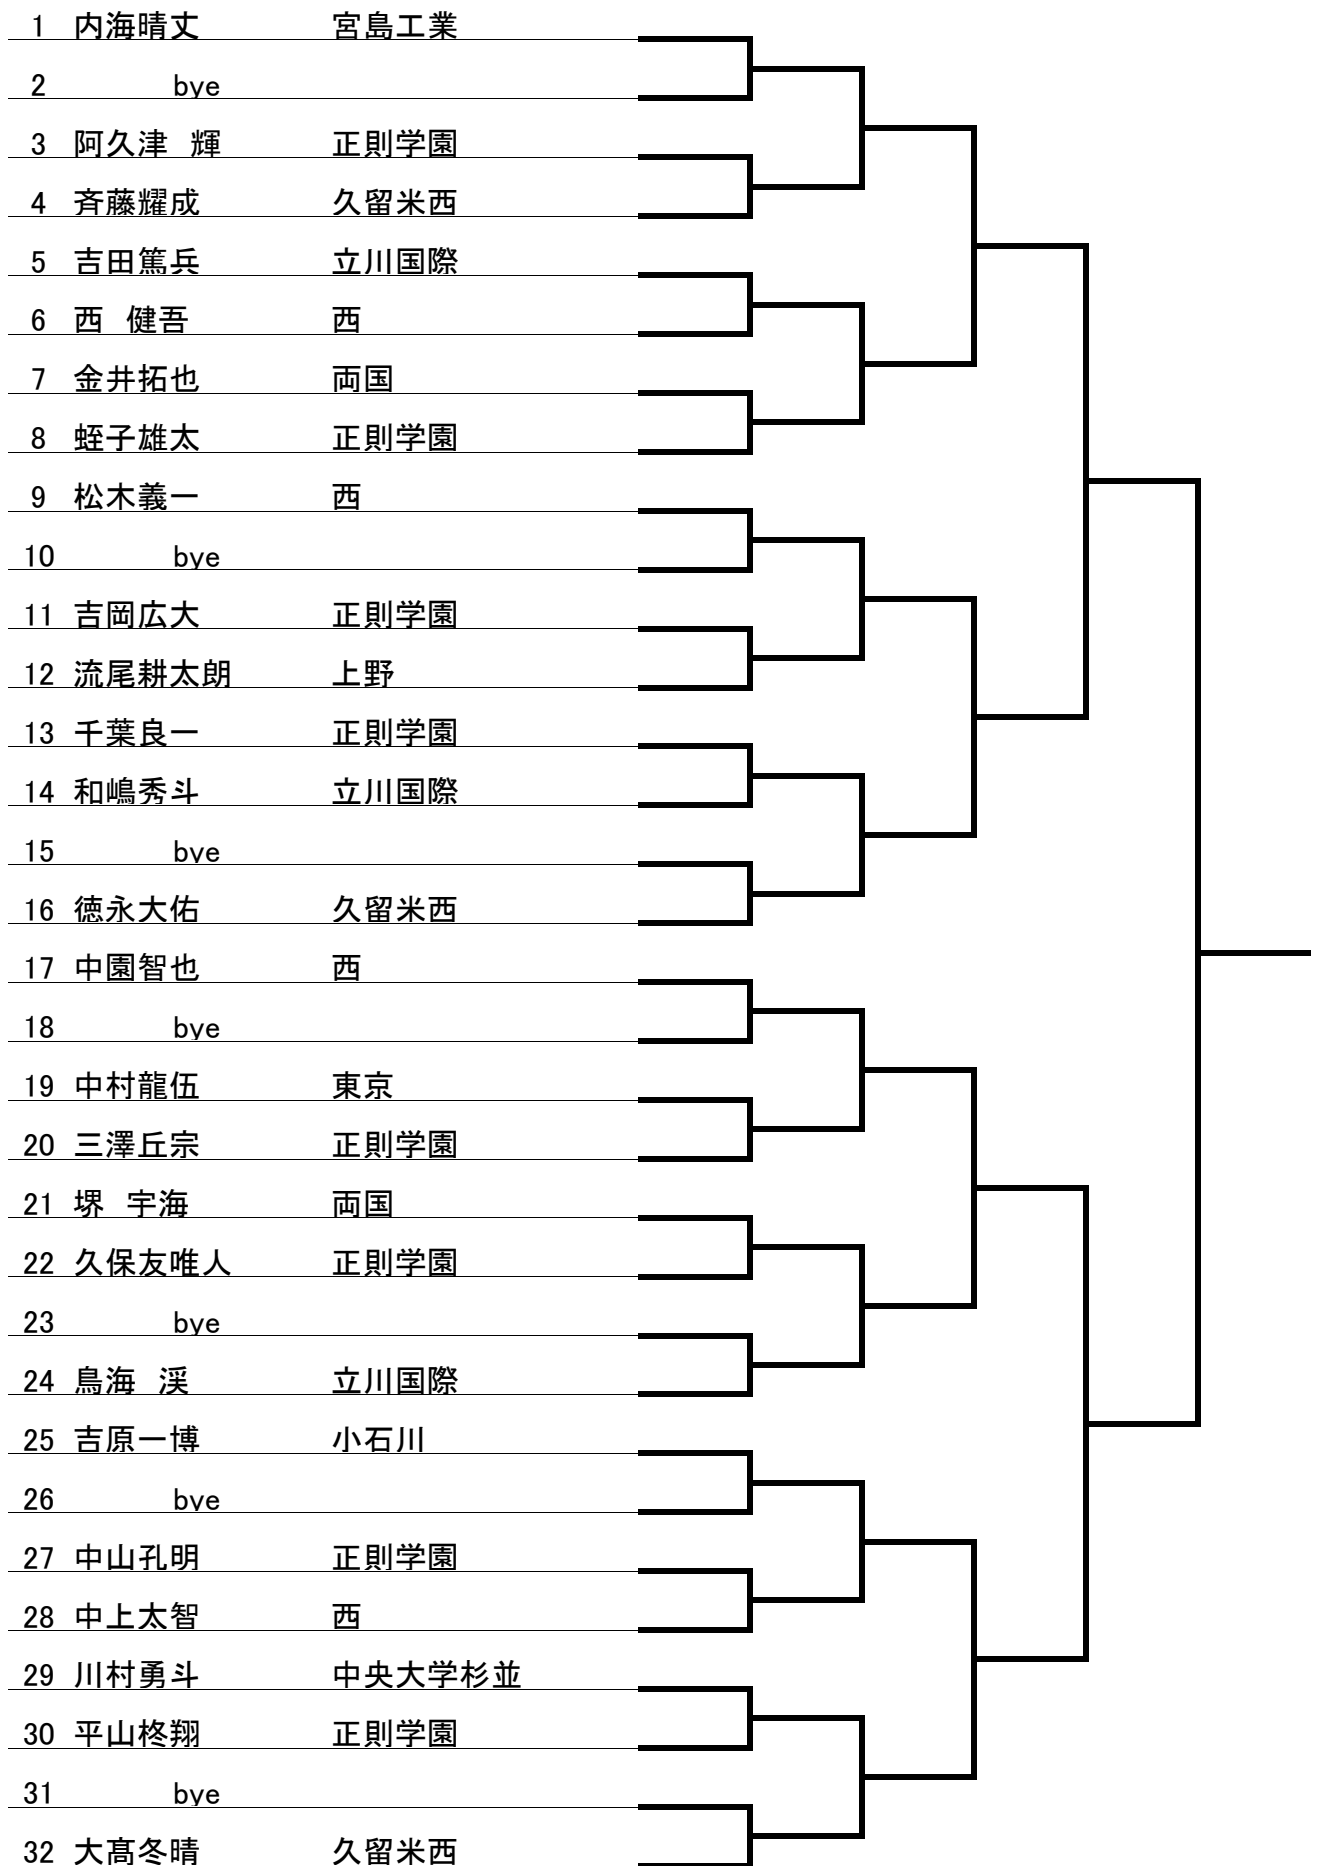 1 内海晴丈 宮島工業
2 bye
3 阿久津 輝 正則学園
4 斉藤耀成 久留米西
5 吉田篤兵 立川国際
6 西 健吾 西
7 金井拓也 両国
8 蛭子雄太 正則学園
9 松木義一 西
10 bye
11 吉岡広大 正則学園
12 流尾耕太朗 上野
13 千葉良一 正則学園
14 和嶋秀斗 立川国際
15 bye
16 徳永大佑 久留米西
17 中園智也 西
18 bye
19 中村龍伍 東京
20 三澤丘宗 正則学園
21 堺 宇海 両国
22 久保友唯人 正則学園
23 bye
24 鳥海 渓 立川国際
25 吉原一博 小石川
26 bye
27 中山孔明 正則学園
28 中上太智 西
29 川村勇斗 中央大学杉並
30 平山柊翔 正則学園
31 bye
32 大髙冬晴 久留米西